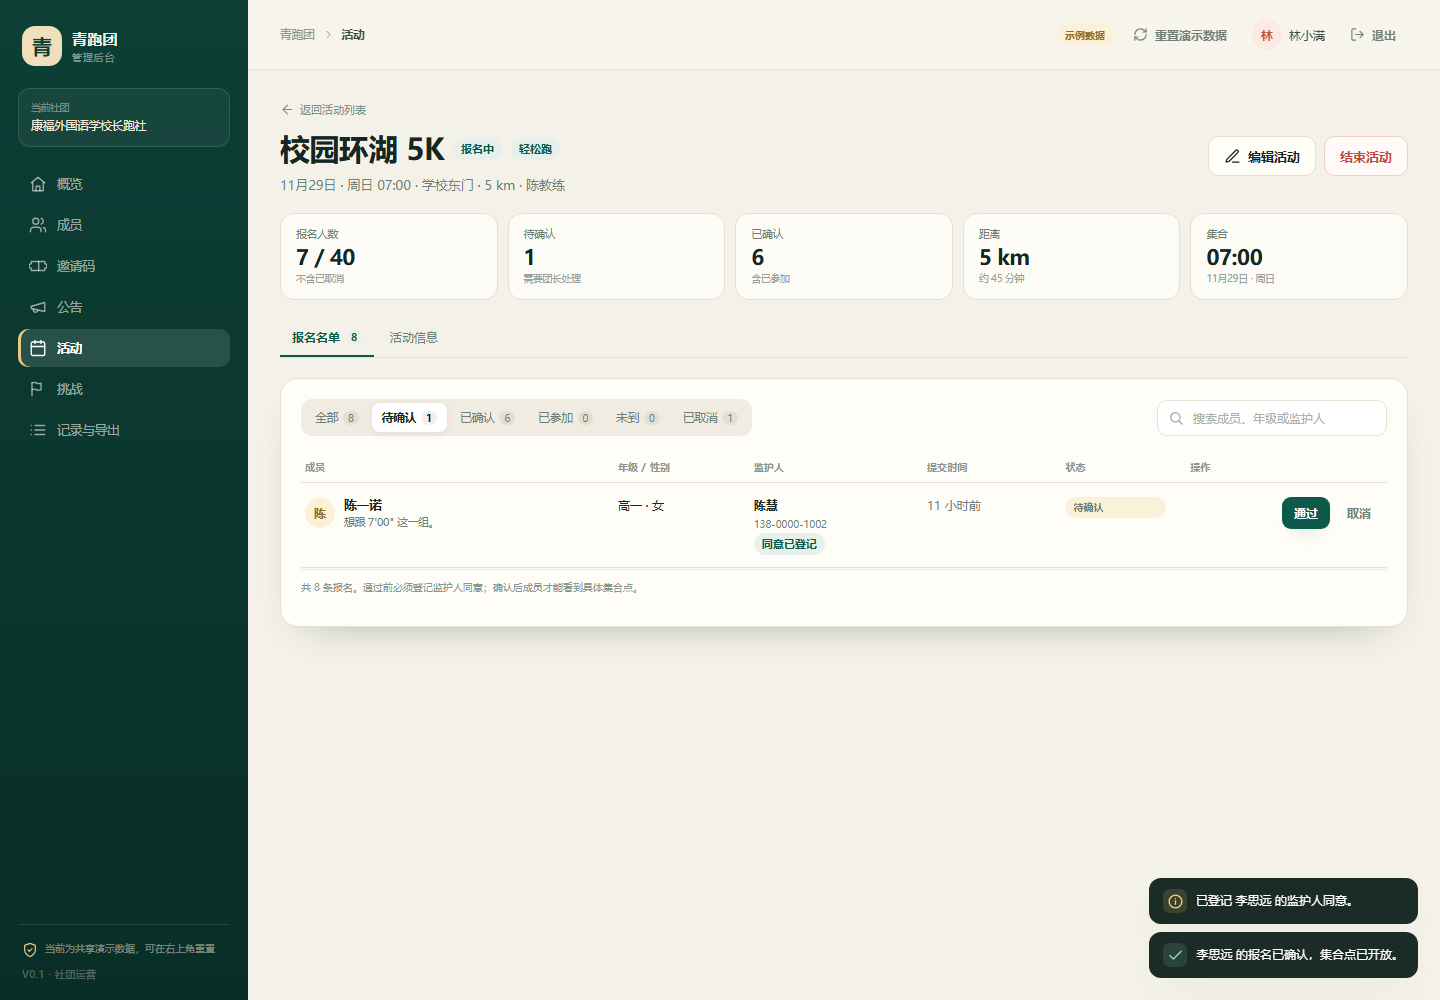 青
青跑团
管理后台
当前社团
康福外国语学校长跑社
概览
成员
邀请码
公告
活动
挑战
记录与导出
当前为共享演示数据，可在右上角重置
V0.1 · 社团运营
青跑团 > 活动
示例数据
重置演示数据
林 林小满
退出
返回活动列表
校园环湖 5K 报名中 轻松跑
11月29日 · 周日 07:00 · 学校东门 · 5 km · 陈教练
编辑活动
结束活动
报名人数
7 / 40
不含已取消
待确认
1
需要团长处理
已确认
6
含已参加
距离
5 km
约 45 分钟
集合
07:00
11月29日 · 周日
报名名单 8
活动信息
全部 8 待确认 1 已确认 6 已参加 0 未到 0 已取消 1
搜索成员、年级或监护人
成员 年级 / 性别 监护人 提交时间 状态 操作
陈 陈一诺
想跟 7'00" 这一组。
高一 · 女
陈慧
138-0000-1002
同意已登记
11 小时前
待确认
通过 取消
共 8 条报名。通过前必须登记监护人同意；确认后成员才能看到具体集合点。
已登记 李思远 的监护人同意。
李思远 的报名已确认，集合点已开放。